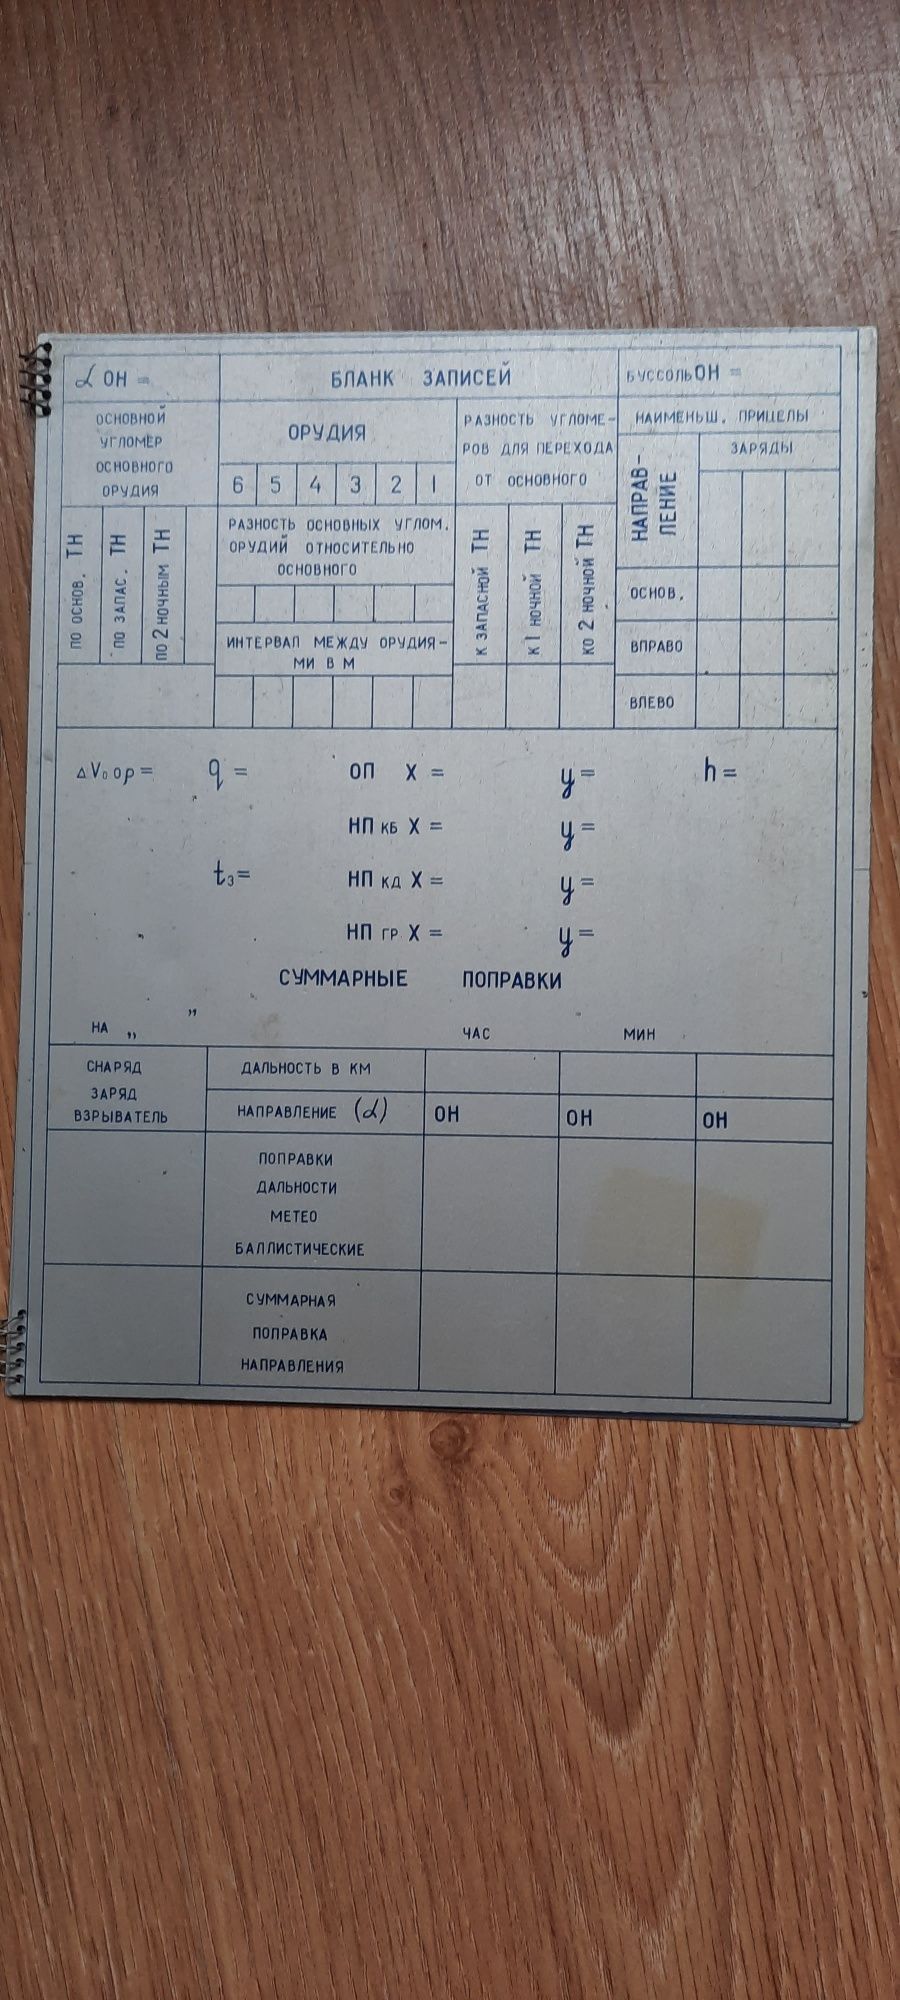 𝛼 ОН =
БЛАНК ЗАПИСЕЙ
БУССОЛЬ ОН =
ОСНОВНОЙ
УГЛОМЕР
ОСНОВНОГО
ОРУДИЯ
ОРУДИЯ
6 5 4 3 2 1
РАЗНОСТЬ УГЛОМЕ-
РОВ ДЛЯ ПЕРЕХОДА
ОТ ОСНОВНОГО
НАИМЕНЬШ. ПРИЦЕЛЫ
НАПРАВ-
ЛЕНИЕ
ЗАРЯДЫ
ПО ОСНОВ. ТН
ПО ЗАПАС. ТН
ПО 2 НОЧНЫМ ТН
РАЗНОСТЬ ОСНОВНЫХ УГЛОМ.
ОРУДИЙ ОТНОСИТЕЛЬНО
ОСНОВНОГО
ИНТЕРВАЛ МЕЖДУ ОРУДИЯ-
МИ В М
К ЗАПАСНОЙ ТН
К 1 НОЧНОЙ ТН
КО 2 НОЧНОЙ ТН
ОСНОВ.
ВПРАВО
ВЛЕВО
ΔV₀ ор = q = ОП X = y = h =
НП КБ X = y =
tз = НП КД X = y =
НП ГР X = y =
СУММАРНЫЕ ПОПРАВКИ
НА „ ” ЧАС МИН
СНАРЯД
ЗАРЯД
ВЗРЫВАТЕЛЬ
ДАЛЬНОСТЬ В КМ
НАПРАВЛЕНИЕ (𝛼) ОН ОН ОН
ПОПРАВКИ
ДАЛЬНОСТИ
МЕТЕО
БАЛЛИСТИЧЕСКИЕ
СУММАРНАЯ
ПОПРАВКА
НАПРАВЛЕНИЯ